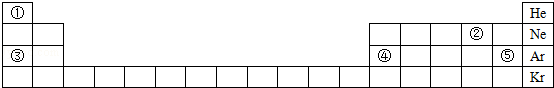 ① He
② Ne
③ ④ ⑤ Ar
Kr